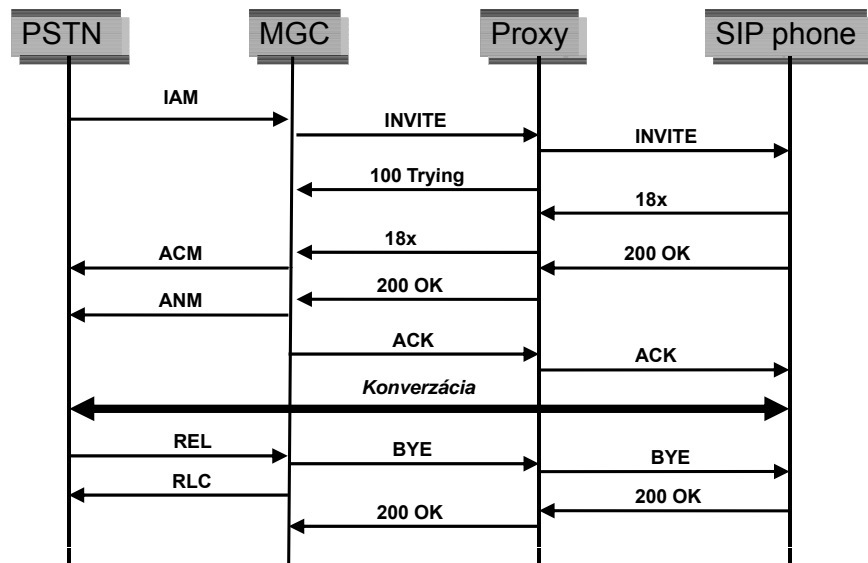 PSTN
MGC
Proxy
SIP phone
IAM
INVITE
INVITE
100 Trying
18x
18x
ACM
200 OK
200 OK
ANM
ACK
ACK
Konverzácia
REL
BYE
BYE
RLC
200 OK
200 OK